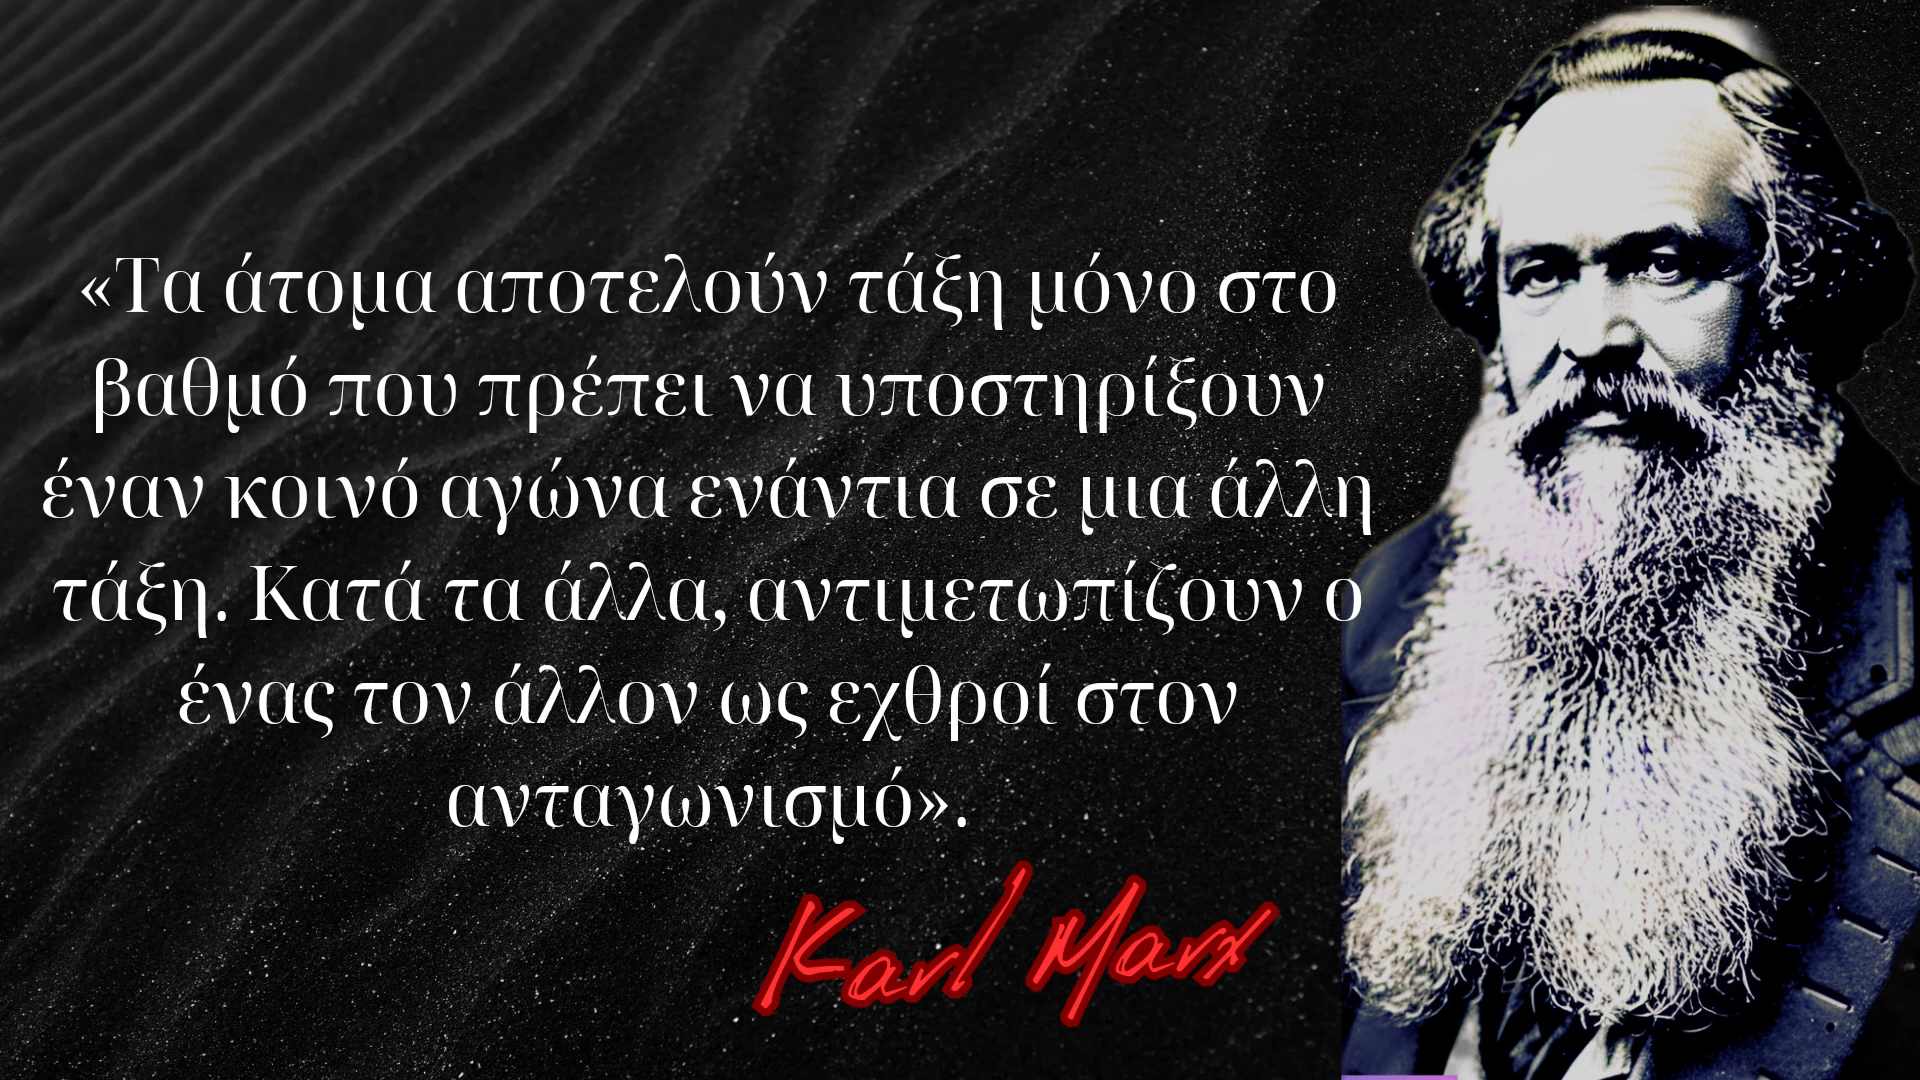 «Τα άτομα αποτελούν τάξη μόνο στο
βαθμό που πρέπει να υποστηρίξουν
έναν κοινό αγώνα ενάντια σε μια άλλη
τάξη. Κατά τα άλλα, αντιμετωπίζουν ο
ένας τον άλλον ως εχθροί στον
ανταγωνισμό».
Karl Marx